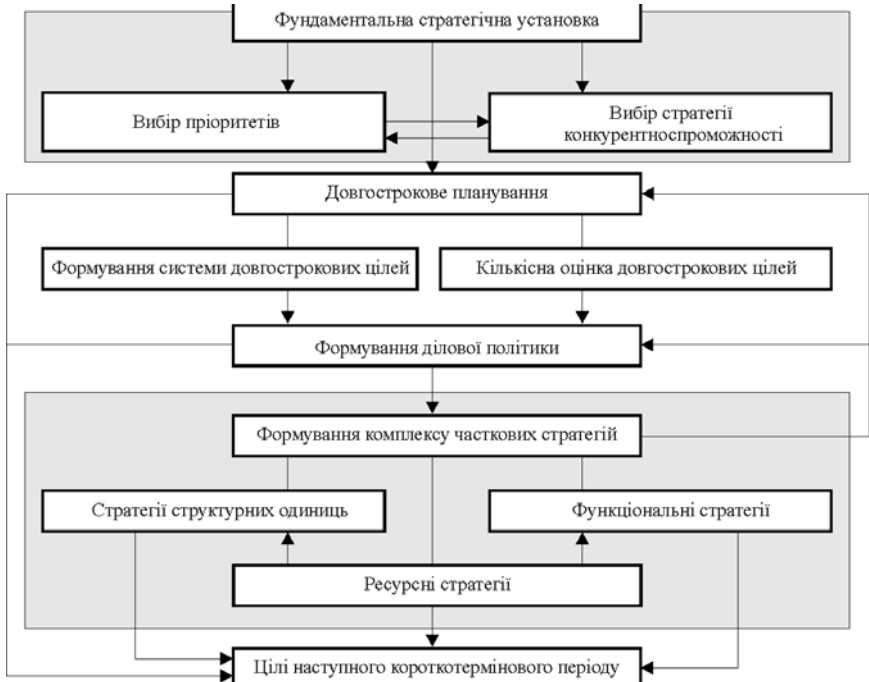 Фундаментальна стратегічна установка
Вибір пріоритетів
Вибір стратегії
конкурентноспроможності
Довгострокове планування
Формування системи довгострокових цілей
Кількісна оцінка довгострокових цілей
Формування ділової політики
Формування комплексу часткових стратегій
Стратегії структурних одиниць
Функціональні стратегії
Ресурсні стратегії
Цілі наступного короткотермінового періоду